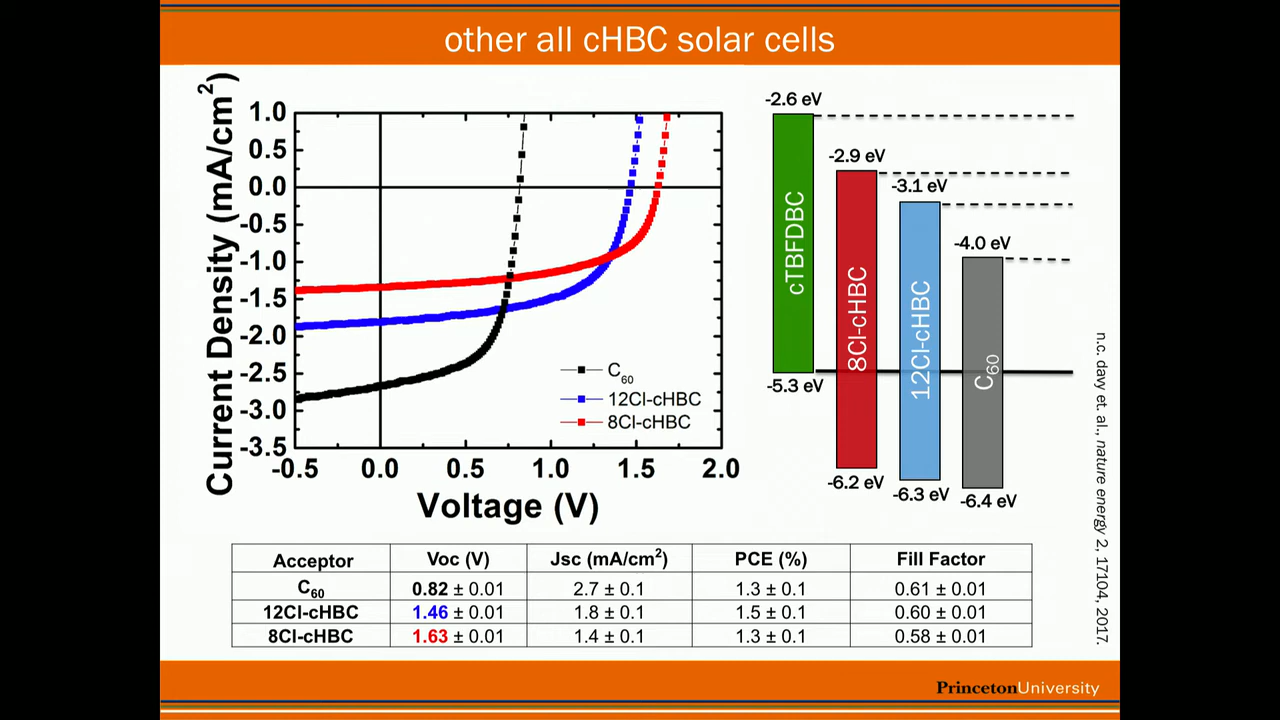 other all cHBC solar cells
Current Density (mA/cm²)
1.0
0.5
0.0
-0.5
-1.0
-1.5
-2.0
-2.5
-3.0
-3.5
-0.5 0.0 0.5 1.0 1.5 2.0
Voltage (V)
C60
12Cl-cHBC
8Cl-cHBC
-2.6 eV
-2.9 eV
-3.1 eV
-4.0 eV
cTBFDBC
8Cl-cHBC
12Cl-cHBC
C60
-5.3 eV
-6.2 eV
-6.3 eV
-6.4 eV
n.c. davy et. al., nature energy 2, 17104, 2017.
Acceptor Voc (V) Jsc (mA/cm²) PCE (%) Fill Factor
C60 0.82 ± 0.01 2.7 ± 0.1 1.3 ± 0.1 0.61 ± 0.01
12Cl-cHBC 1.46 ± 0.01 1.8 ± 0.1 1.5 ± 0.1 0.60 ± 0.01
8Cl-cHBC 1.63 ± 0.01 1.4 ± 0.1 1.3 ± 0.1 0.58 ± 0.01
PrincetonUniversity